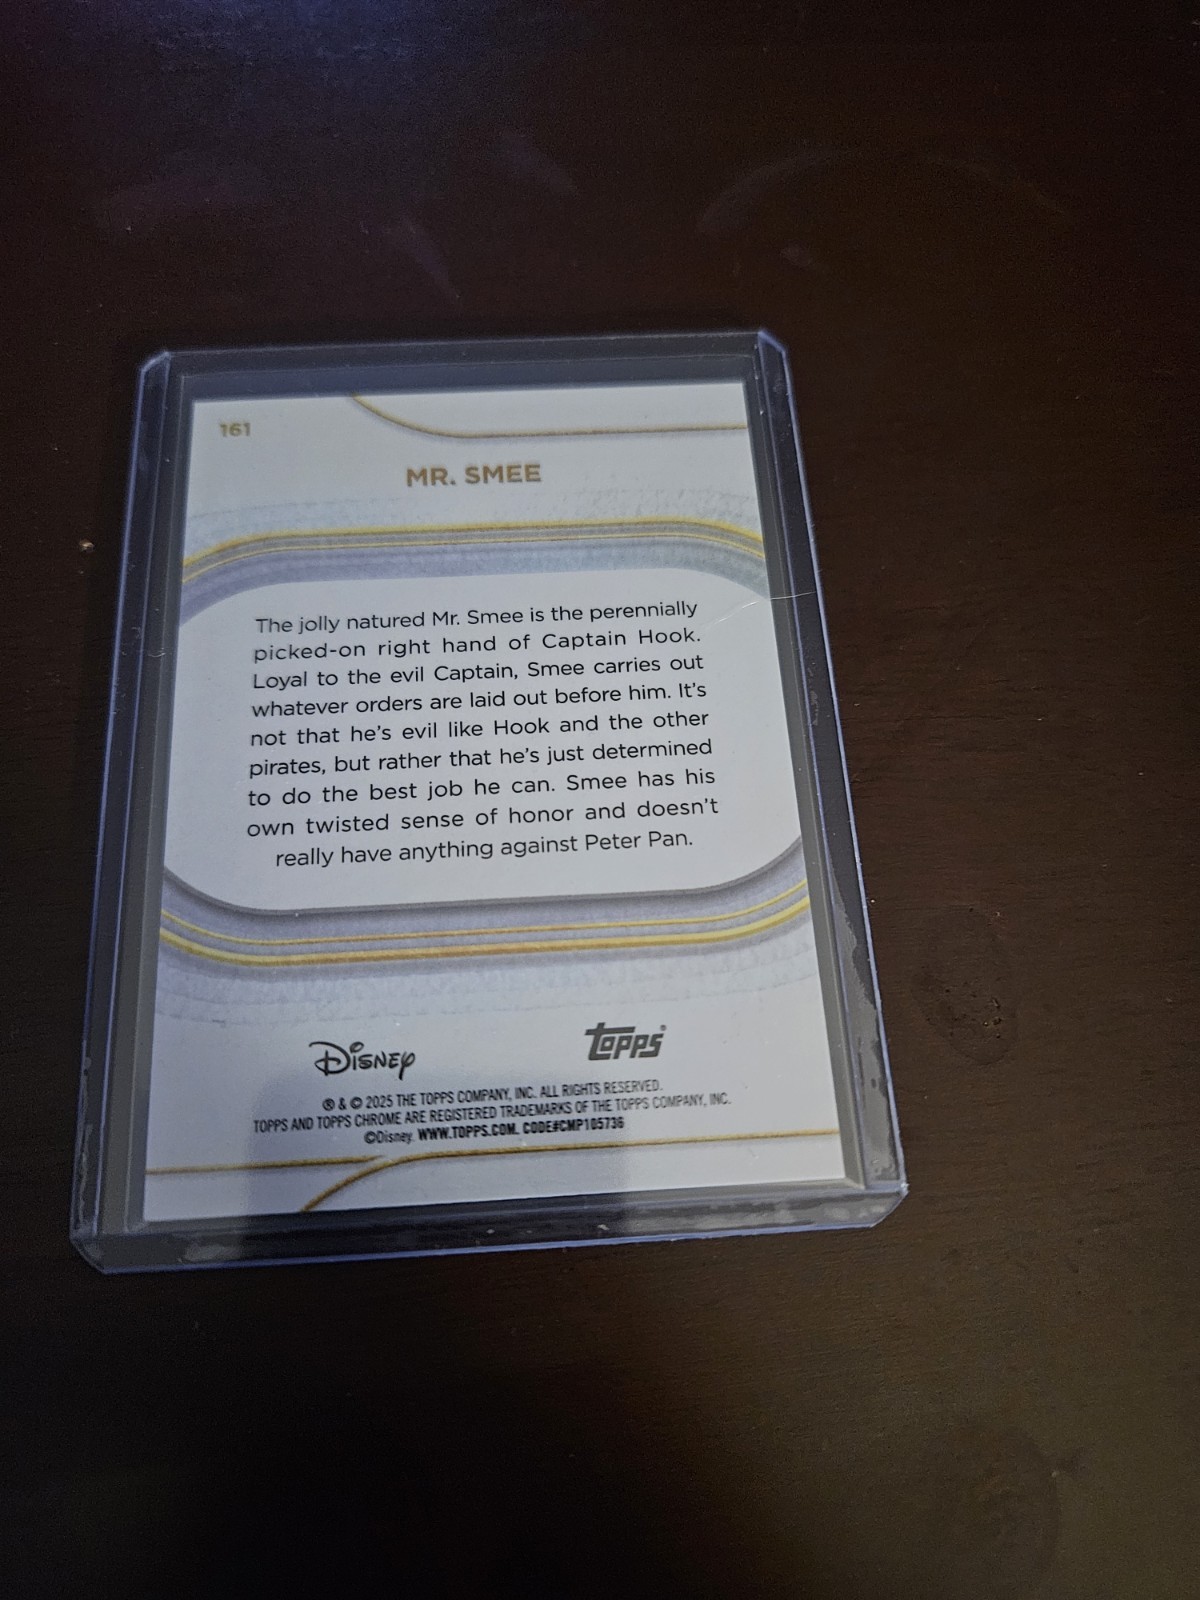 161
MR. SMEE
The jolly natured Mr. Smee is the perennially
picked-on right hand of Captain Hook.
Loyal to the evil Captain, Smee carries out
whatever orders are laid out before him. It's
not that he's evil like Hook and the other
pirates, but rather that he's just determined
to do the best job he can. Smee has his
own twisted sense of honor and doesn't
really have anything against Peter Pan.
Disney
topps®
® & © 2025 THE TOPPS COMPANY, INC. ALL RIGHTS RESERVED.
TOPPS AND TOPPS CHROME ARE REGISTERED TRADEMARKS OF THE TOPPS COMPANY, INC.
©Disney. WWW.TOPPS.COM. CODE#CMP105736